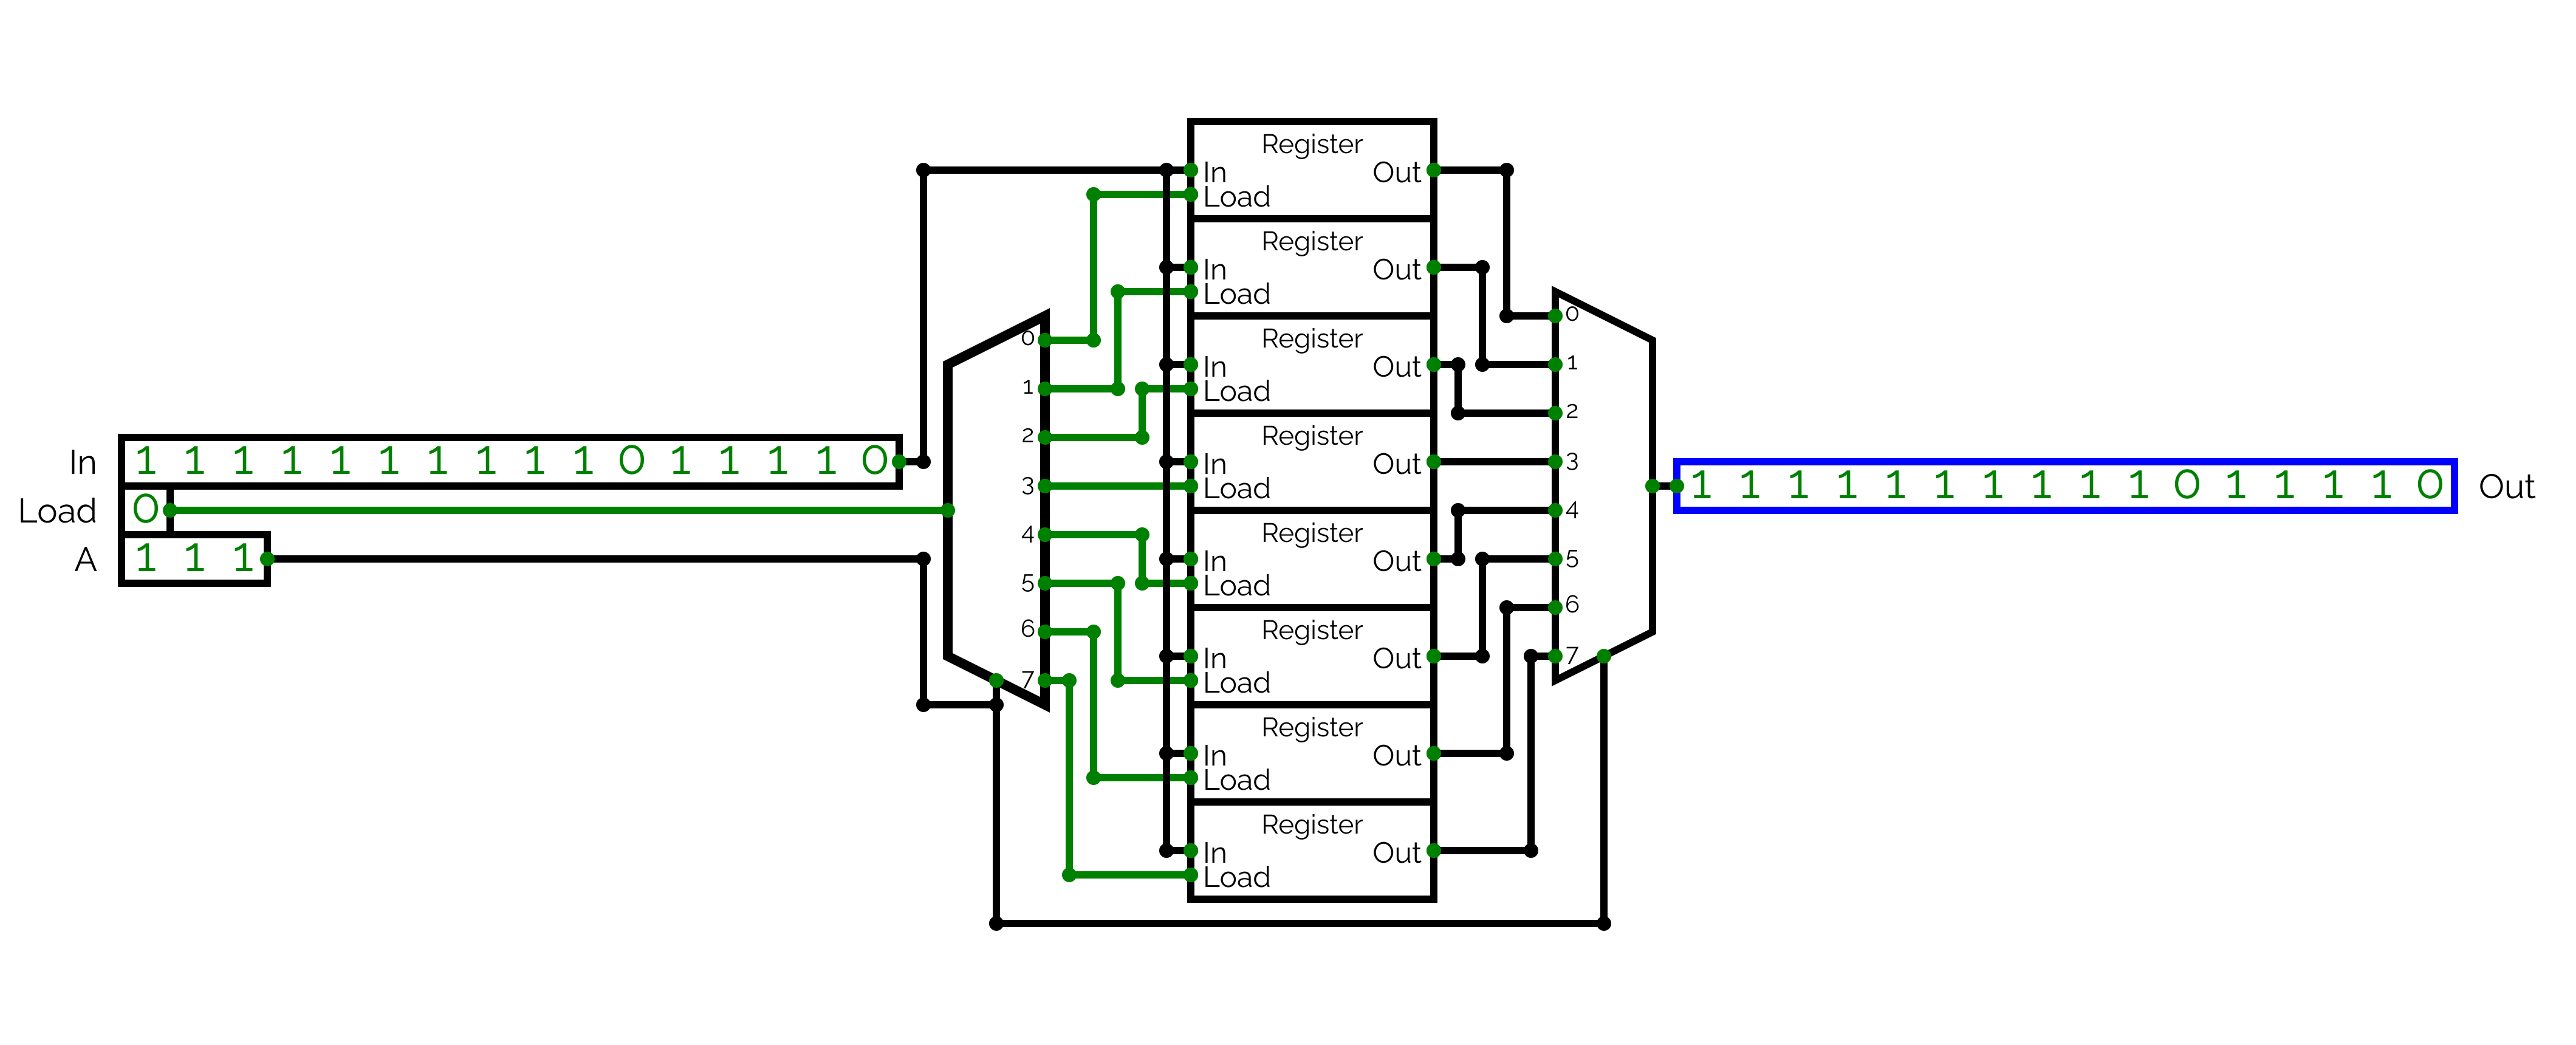 In 1 1 1 1 1 1 1 1 1 1 0 1 1 1 1 0
Load 0
A 1 1 1
0
1
2
3
4
5
6
7
Register
In Out
Load
Register
In Out
Load
Register
In Out
Load
Register
In Out
Load
Register
In Out
Load
Register
In Out
Load
Register
In Out
Load
Register
In Out
Load
0
1
2
3
4
5
6
7
1 1 1 1 1 1 1 1 1 1 0 1 1 1 1 0 Out